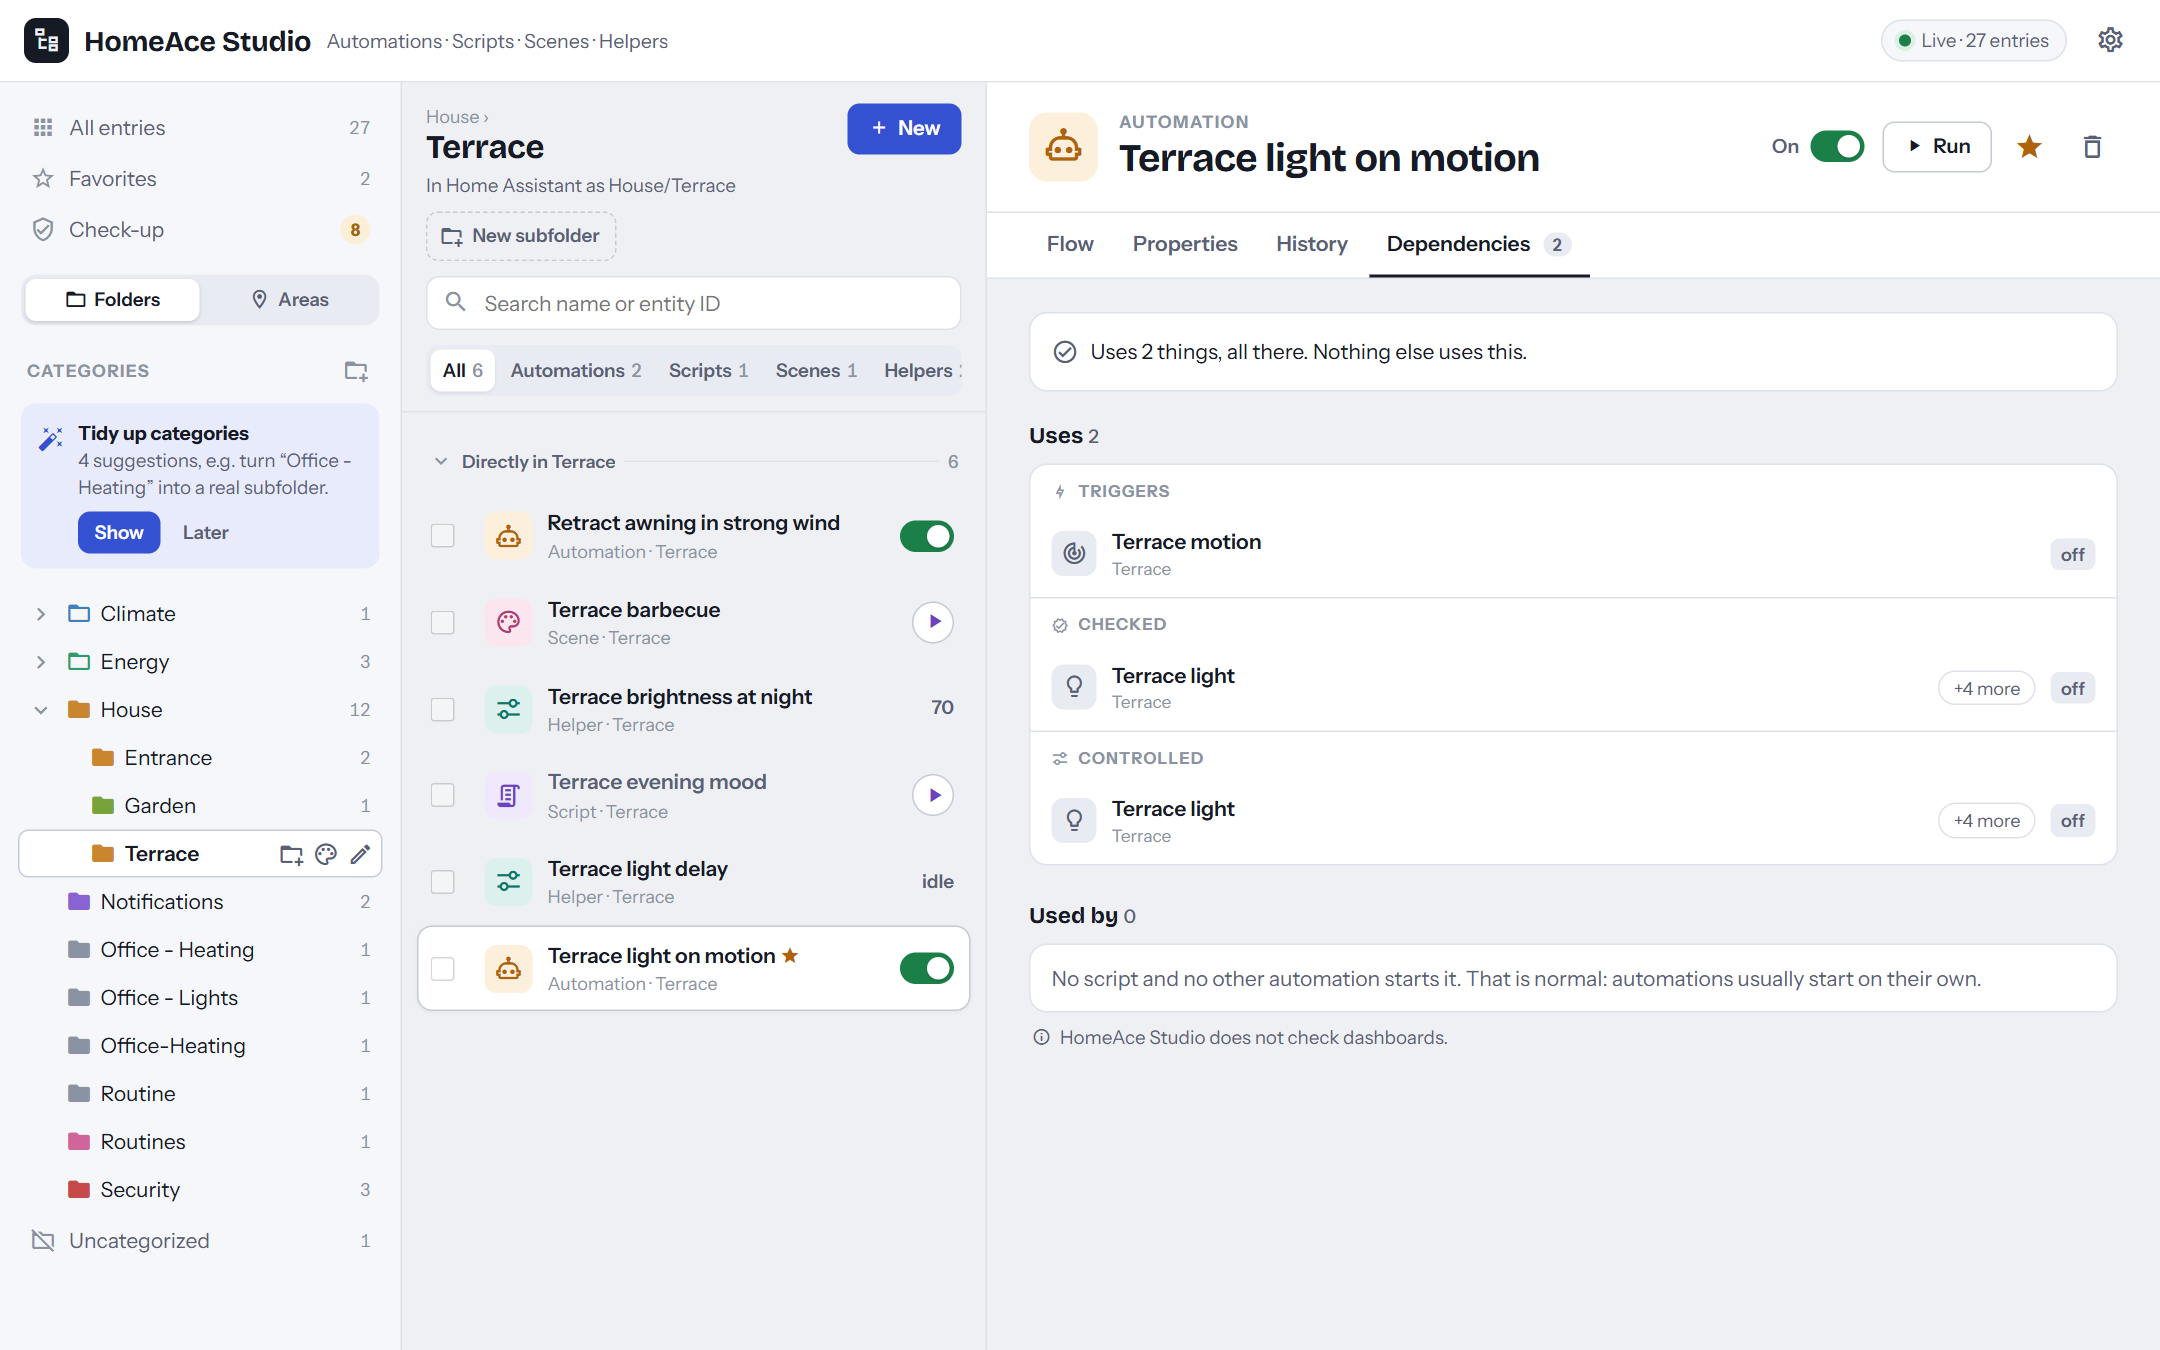 HomeAce Studio Automations · Scripts · Scenes · Helpers
Live · 27 entries
All entries 27
Favorites 2
Check-up 8
Folders Areas
CATEGORIES
Tidy up categories
4 suggestions, e.g. turn “Office -
Heating” into a real subfolder.
Show Later
Climate 1
Energy 3
House 12
Entrance 2
Garden 1
Terrace
Notifications 2
Office - Heating 1
Office - Lights 1
Office-Heating 1
Routine 1
Routines 1
Security 3
Uncategorized 1
House ›
Terrace
+ New
In Home Assistant as House/Terrace
New subfolder
Search name or entity ID
All 6 Automations 2 Scripts 1 Scenes 1 Helpers
Directly in Terrace 6
Retract awning in strong wind
Automation · Terrace
Terrace barbecue
Scene · Terrace
Terrace brightness at night
Helper · Terrace
70
Terrace evening mood
Script · Terrace
Terrace light delay
Helper · Terrace
idle
Terrace light on motion
Automation · Terrace
AUTOMATION
Terrace light on motion
On Run
Flow Properties History Dependencies 2
Uses 2 things, all there. Nothing else uses this.
Uses 2
TRIGGERS
Terrace motion
Terrace
off
CHECKED
Terrace light
Terrace
+4 more off
CONTROLLED
Terrace light
Terrace
+4 more off
Used by 0
No script and no other automation starts it. That is normal: automations usually start on their own.
HomeAce Studio does not check dashboards.